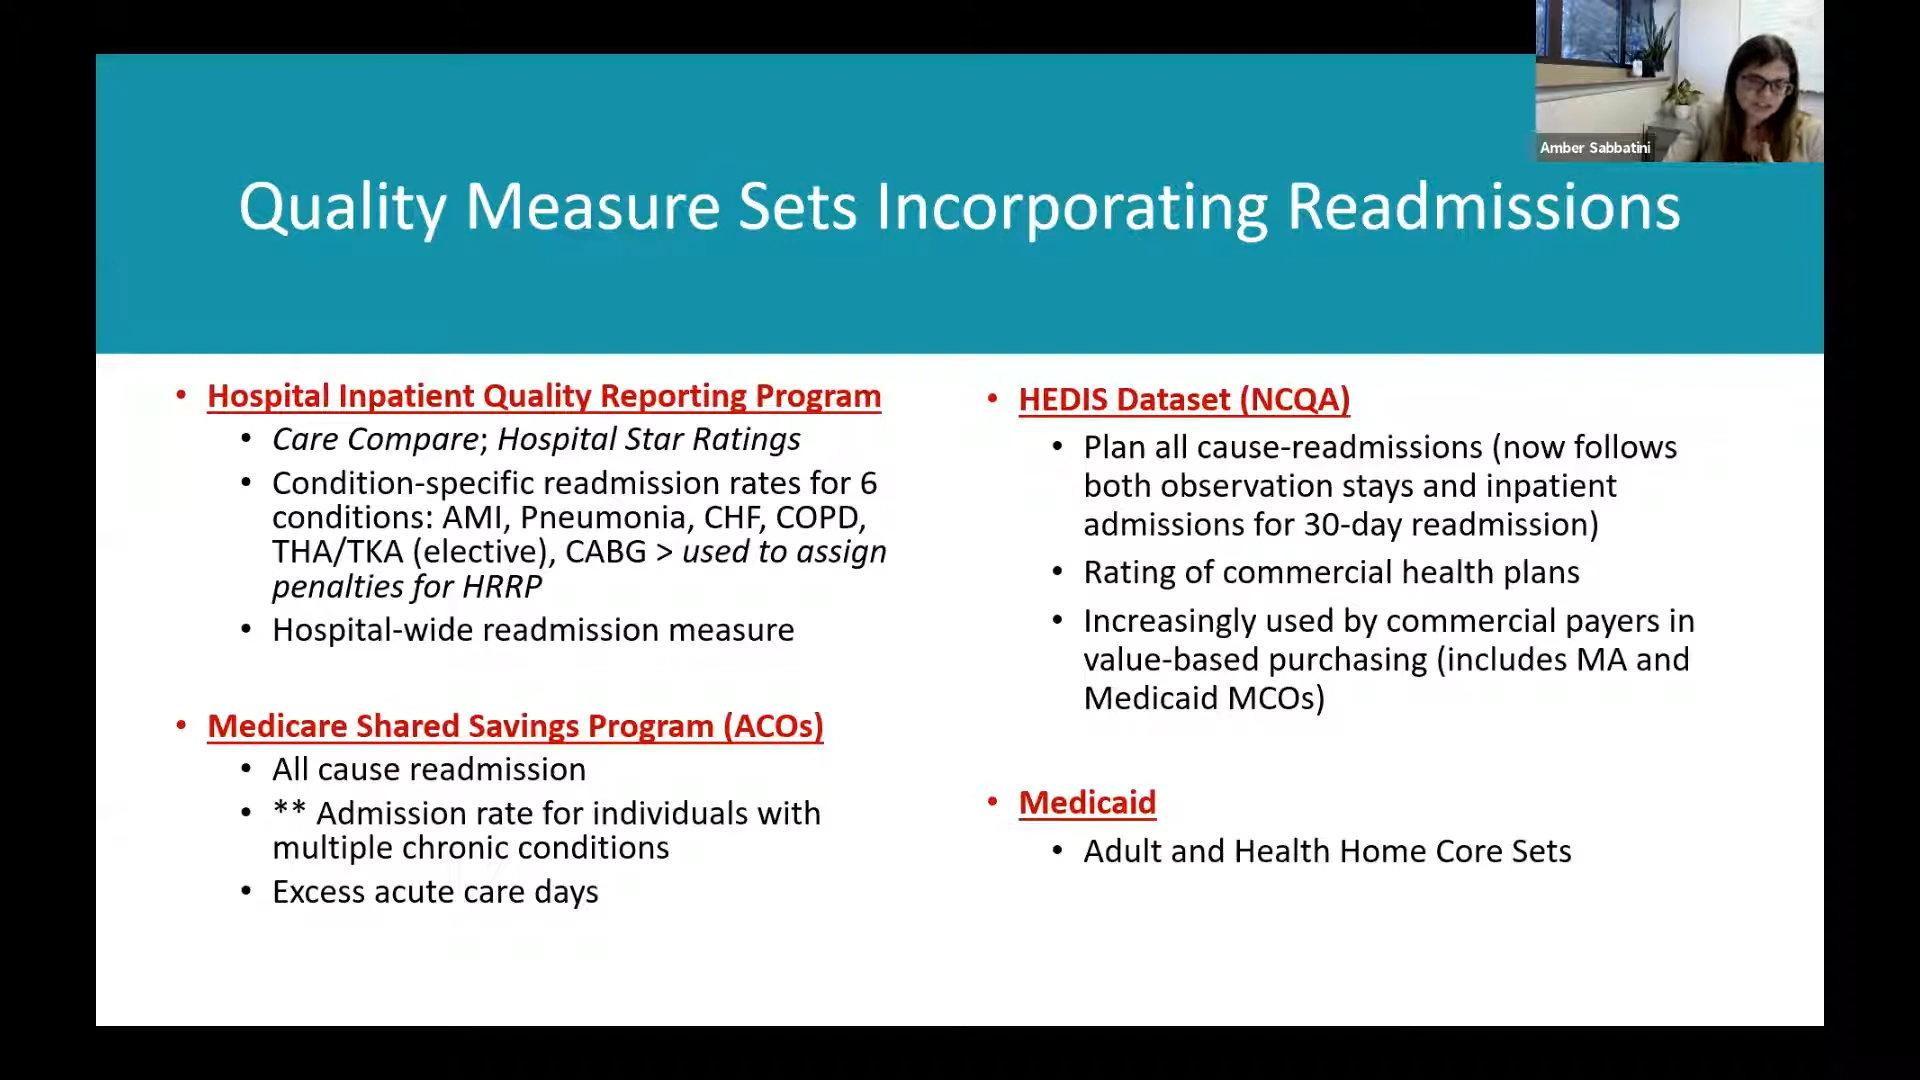 Amber Sabbatini
Quality Measure Sets Incorporating Readmissions
• Hospital Inpatient Quality Reporting Program
• Care Compare; Hospital Star Ratings
• Condition-specific readmission rates for 6
conditions: AMI, Pneumonia, CHF, COPD,
THA/TKA (elective), CABG > used to assign
penalties for HRRP
• Hospital-wide readmission measure
• Medicare Shared Savings Program (ACOs)
• All cause readmission
• ** Admission rate for individuals with
multiple chronic conditions
• Excess acute care days
• HEDIS Dataset (NCQA)
• Plan all cause-readmissions (now follows
both observation stays and inpatient
admissions for 30-day readmission)
• Rating of commercial health plans
• Increasingly used by commercial payers in
value-based purchasing (includes MA and
Medicaid MCOs)
• Medicaid
• Adult and Health Home Core Sets